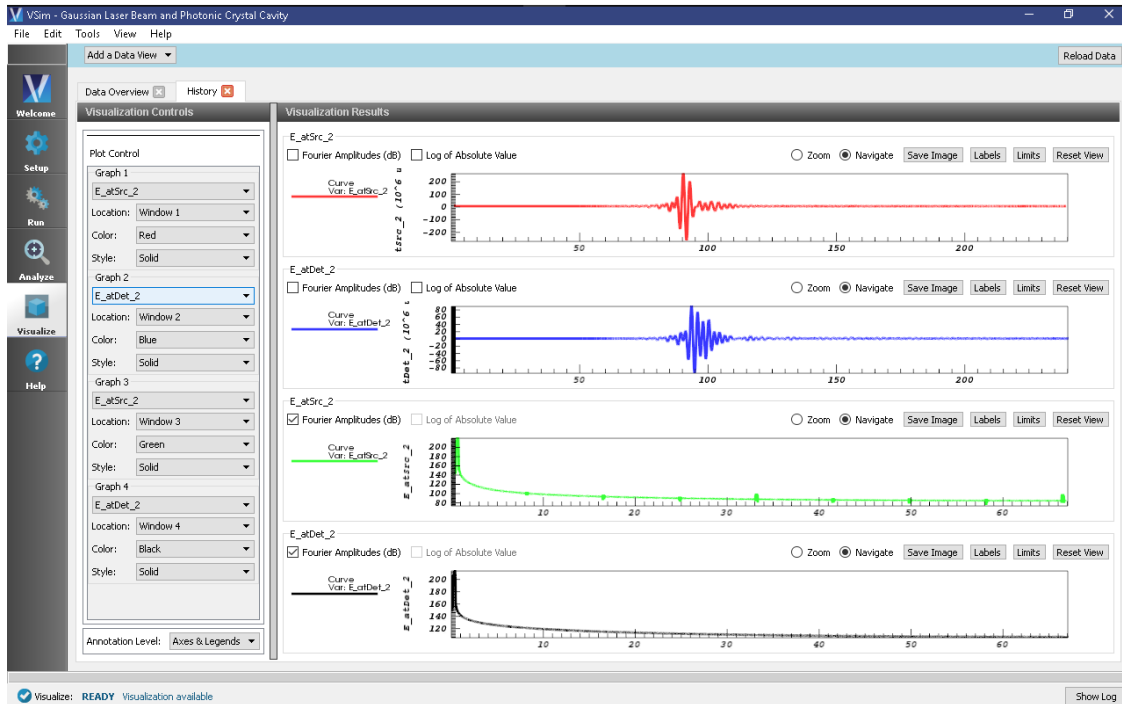 VSim - Gaussian Laser Beam and Photonic Crystal Cavity
File Edit Tools View Help
Add a Data View
Reload Data
Welcome
Setup
Run
Analyze
Visualize
Help
Data Overview
History
Visualization Controls
Plot Control
Graph 1
E_atSrc_2
Location: Window 1
Color: Red
Style: Solid
Graph 2
E_atDet_2
Location: Window 2
Color: Blue
Style: Solid
Graph 3
E_atSrc_2
Location: Window 3
Color: Green
Style: Solid
Graph 4
E_atDet_2
Location: Window 4
Color: Black
Style: Solid
Annotation Level: Axes & Legends
Visualization Results
E_atSrc_2
Fourier Amplitudes (dB) Log of Absolute Value Zoom Navigate Save Image Labels Limits Reset View
Curve
Var: E_atSrc_2
tsrc_2 (10^6 u
200
100
0
-100
-200
50 100 150 200
E_atDet_2
Fourier Amplitudes (dB) Log of Absolute Value Zoom Navigate Save Image Labels Limits Reset View
Curve
Var: E_atDet_2
tDet_2 (10^6
80
60
40
20
0
-20
-40
-60
-80
50 100 150 200
E_atSrc_2
Fourier Amplitudes (dB) Log of Absolute Value Zoom Navigate Save Image Labels Limits Reset View
Curve
Var: E_atSrc_2
E_atsrc_2
200
180
160
140
120
100
80
10 20 30 40 50 60
E_atDet_2
Fourier Amplitudes (dB) Log of Absolute Value Zoom Navigate Save Image Labels Limits Reset View
Curve
Var: E_atDet_2
E_atDet_2
200
180
160
140
120
10 20 30 40 50 60
Visualize: READY Visualization available
Show Log